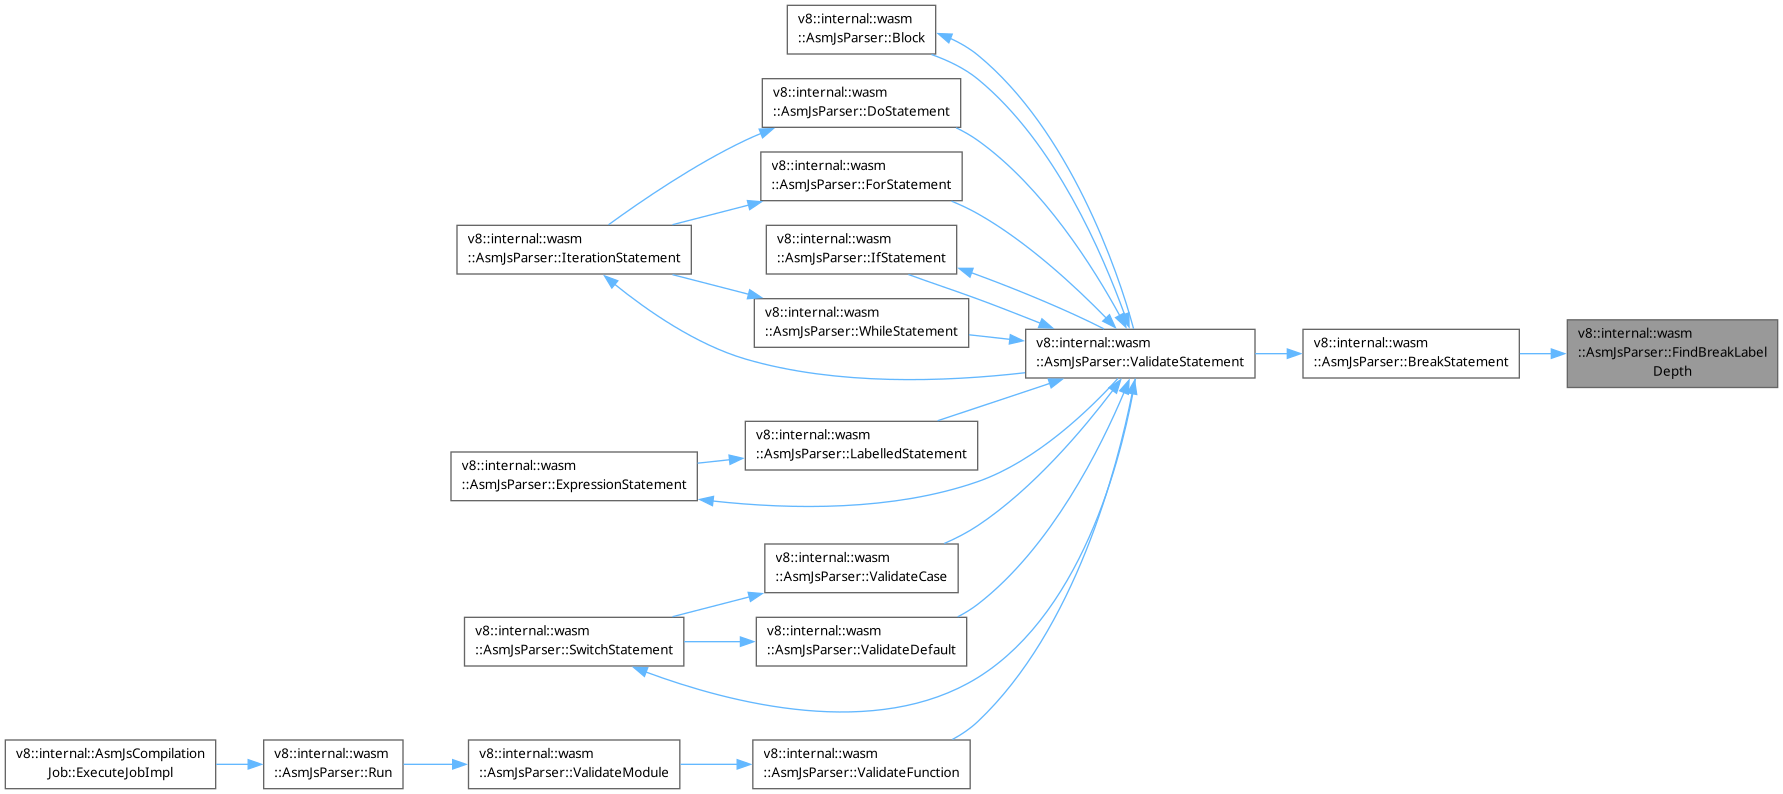 v8::internal::wasm
::AsmJsParser::Block
v8::internal::wasm
::AsmJsParser::DoStatement
v8::internal::wasm
::AsmJsParser::ForStatement
v8::internal::wasm
::AsmJsParser::IterationStatement
v8::internal::wasm
::AsmJsParser::IfStatement
v8::internal::wasm
::AsmJsParser::WhileStatement
v8::internal::wasm
::AsmJsParser::ValidateStatement
v8::internal::wasm
::AsmJsParser::BreakStatement
v8::internal::wasm
::AsmJsParser::FindBreakLabel
Depth
v8::internal::wasm
::AsmJsParser::LabelledStatement
v8::internal::wasm
::AsmJsParser::ExpressionStatement
v8::internal::wasm
::AsmJsParser::ValidateCase
v8::internal::wasm
::AsmJsParser::SwitchStatement
v8::internal::wasm
::AsmJsParser::ValidateDefault
v8::internal::AsmJsCompilation
Job::ExecuteJobImpl
v8::internal::wasm
::AsmJsParser::Run
v8::internal::wasm
::AsmJsParser::ValidateModule
v8::internal::wasm
::AsmJsParser::ValidateFunction